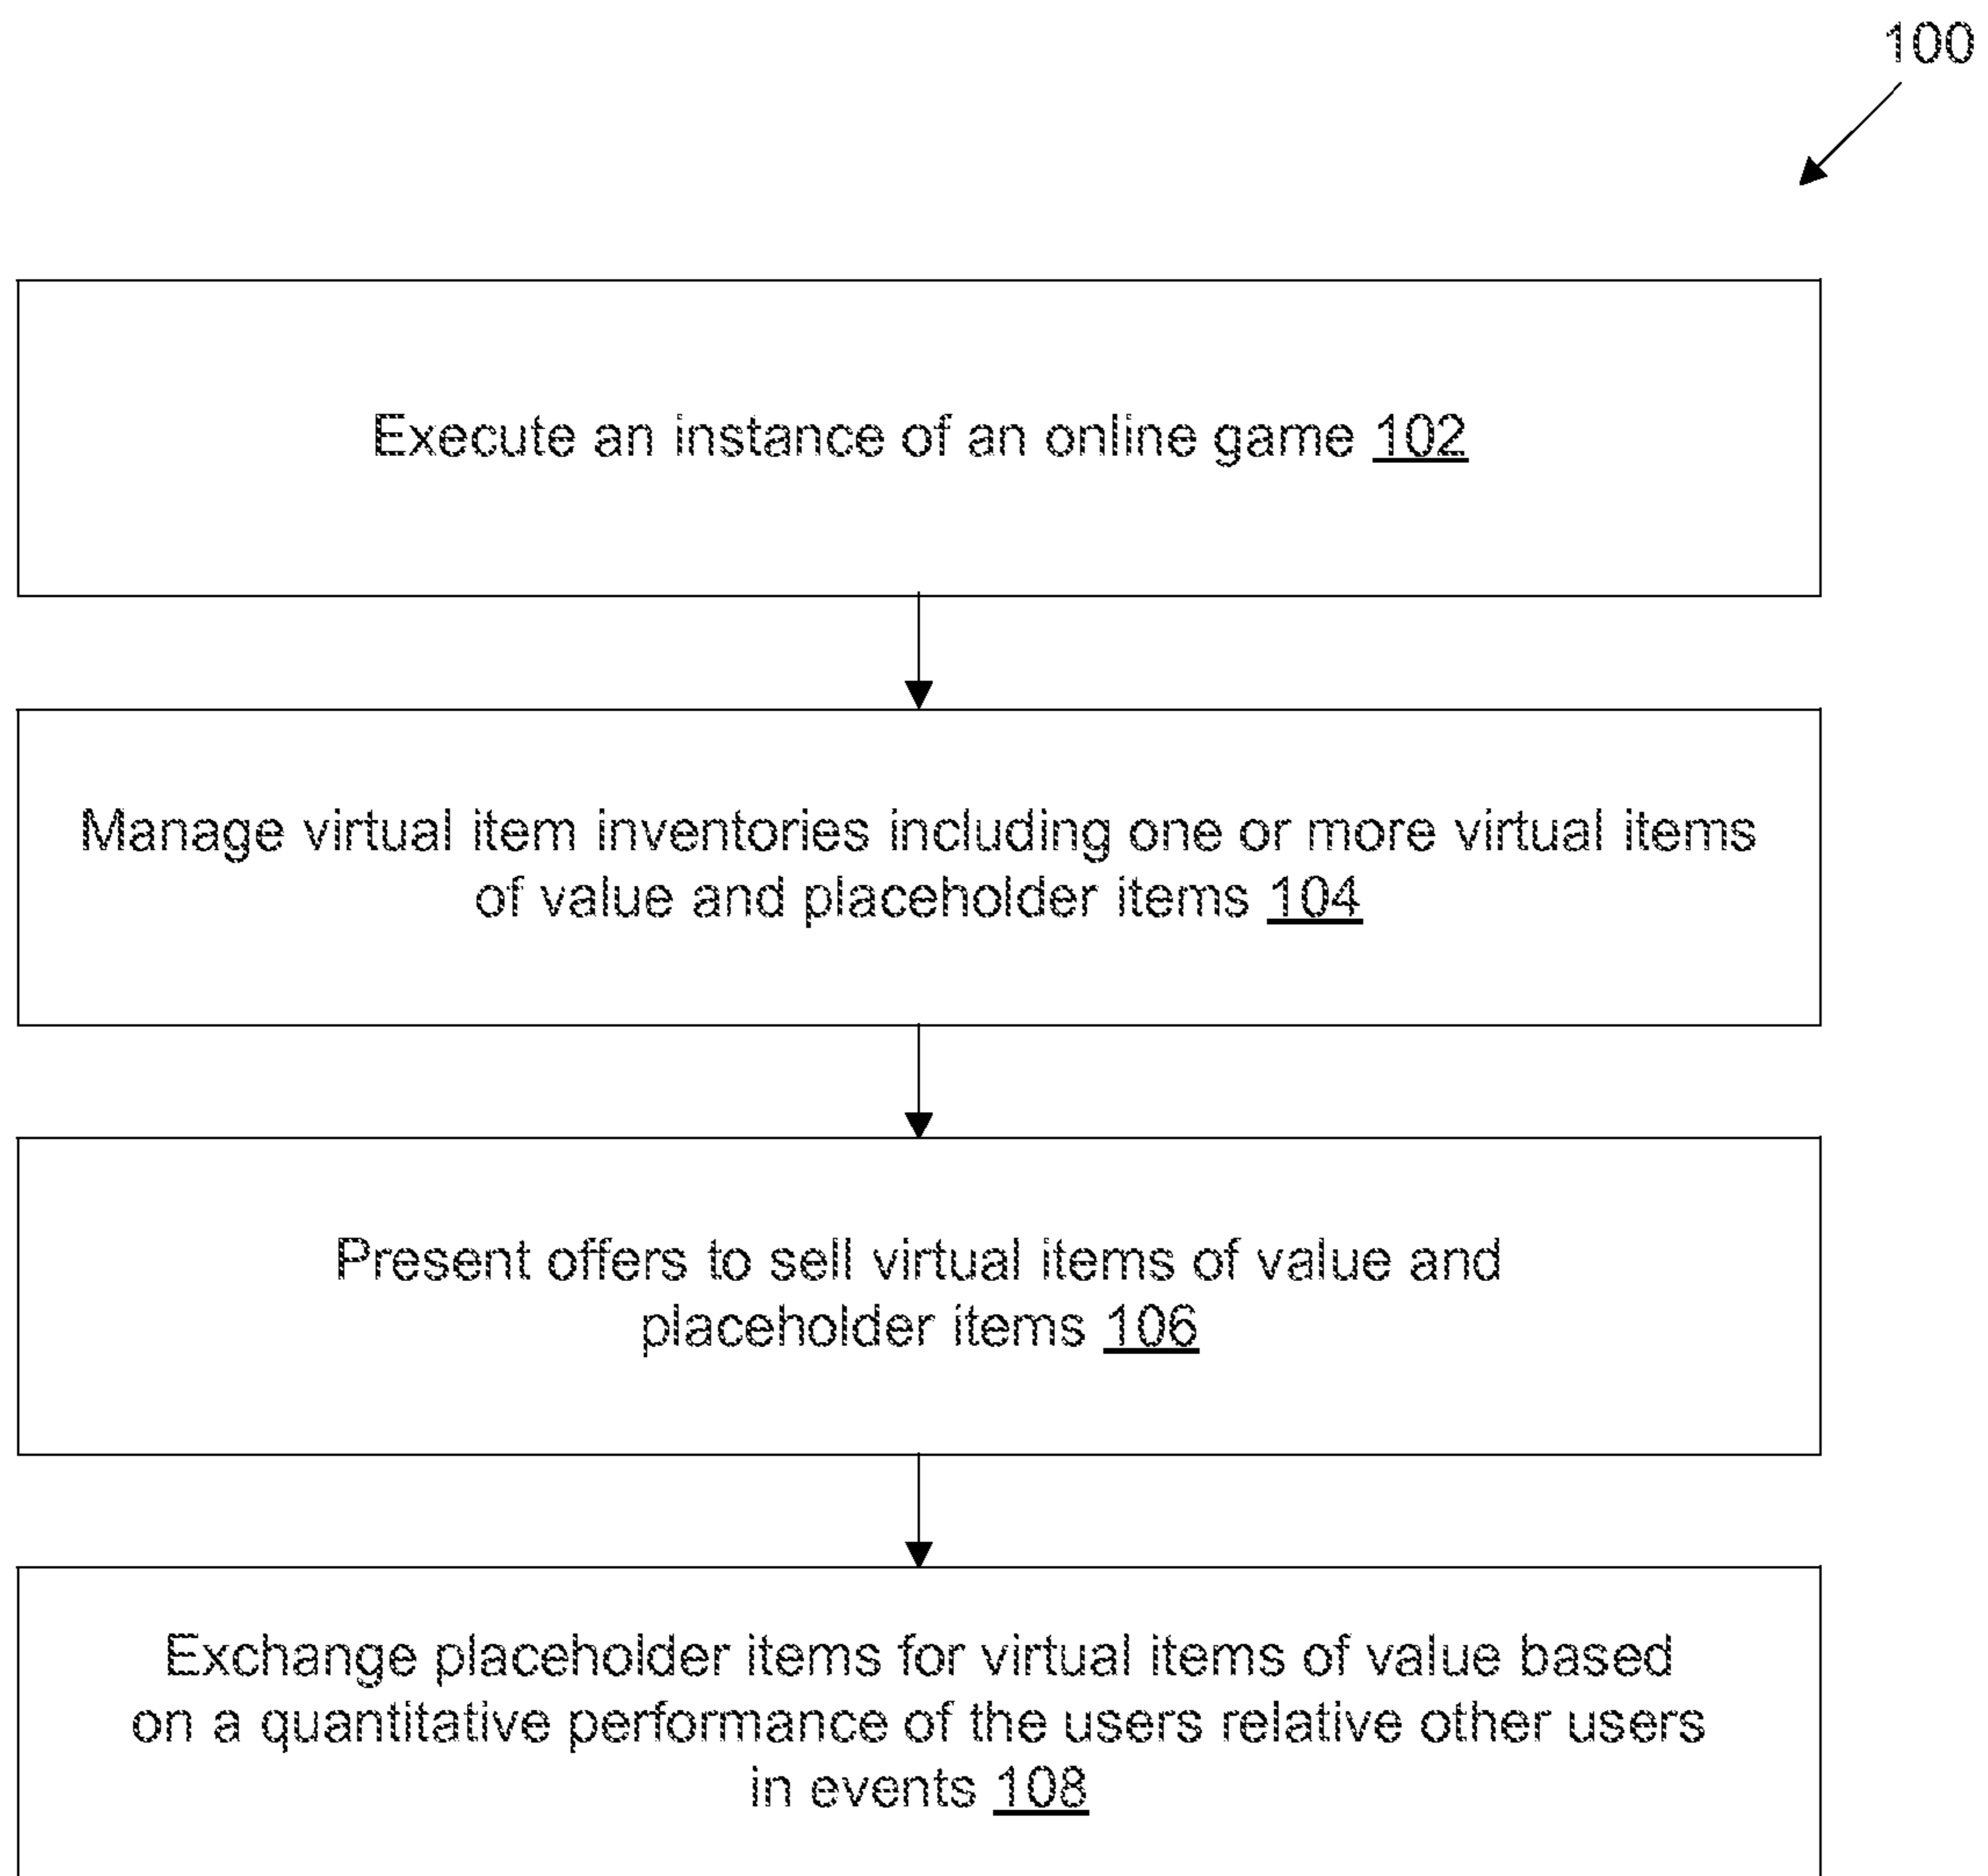 100
Execute an instance of an online game 102
Manage virtual item inventories including one or more virtual items
of value and placeholder items 104
Present offers to sell virtual items of value and
placeholder items 106
Exchange placeholder items for virtual items of value based
on a quantitative performance of the users relative other users
in events 108